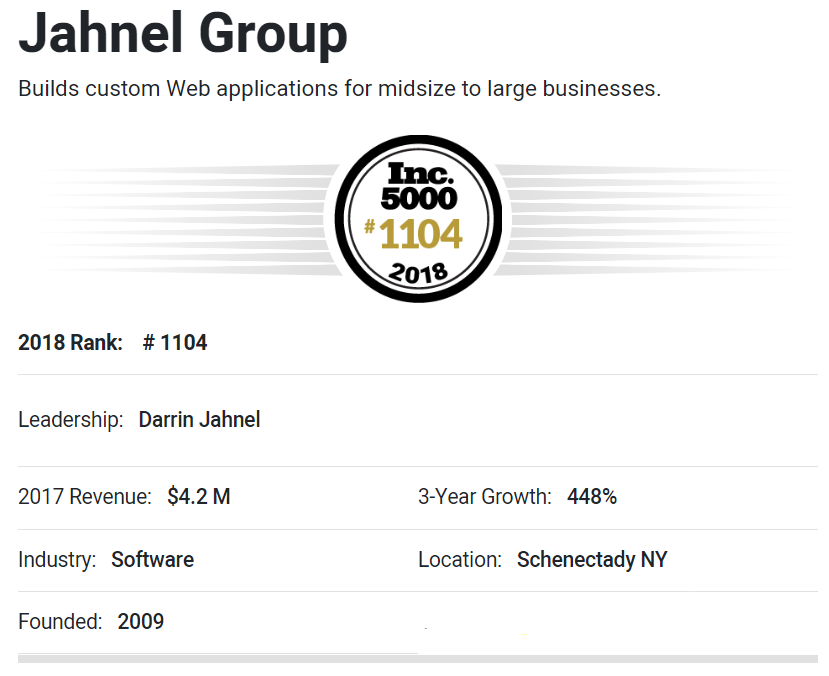 Jahnel Group
Builds custom Web applications for midsize to large businesses.
Inc.
5000
#1104
2018
2018 Rank: # 1104
Leadership: Darrin Jahnel
2017 Revenue: $4.2 M 3-Year Growth: 448%
Industry: Software Location: Schenectady NY
Founded: 2009